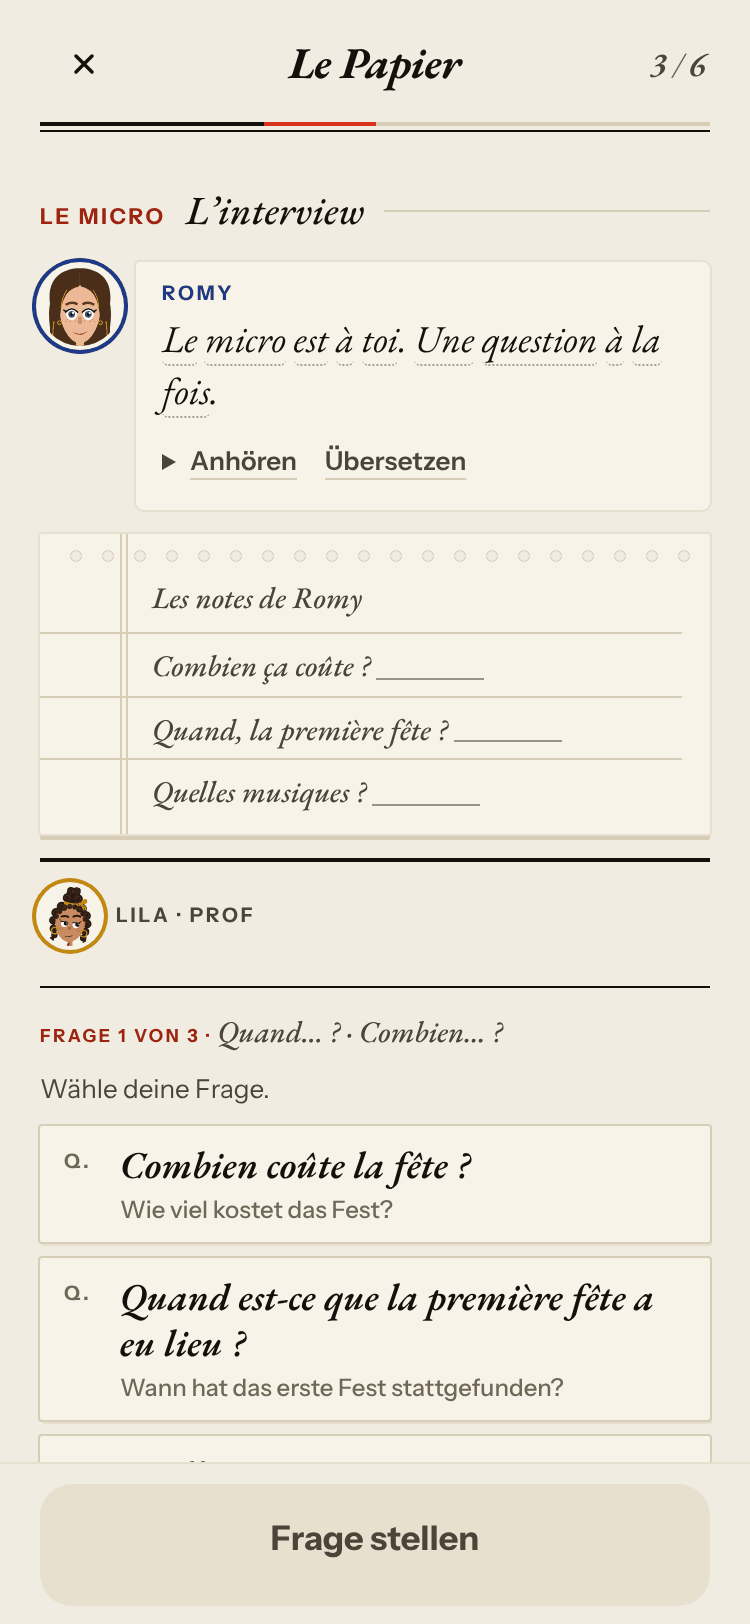 Le Papier
3 / 6
LE MICRO L’interview
ROMY
Le micro est à toi. Une question à la
fois.
Anhören Übersetzen
Les notes de Romy
Combien ça coûte ?
Quand, la première fête ?
Quelles musiques ?
LILA · PROF
FRAGE 1 VON 3 · Quand... ? · Combien... ?
Wähle deine Frage.
Q. Combien coûte la fête ?
Wie viel kostet das Fest?
Q. Quand est-ce que la première fête a
eu lieu ?
Wann hat das erste Fest stattgefunden?
Frage stellen